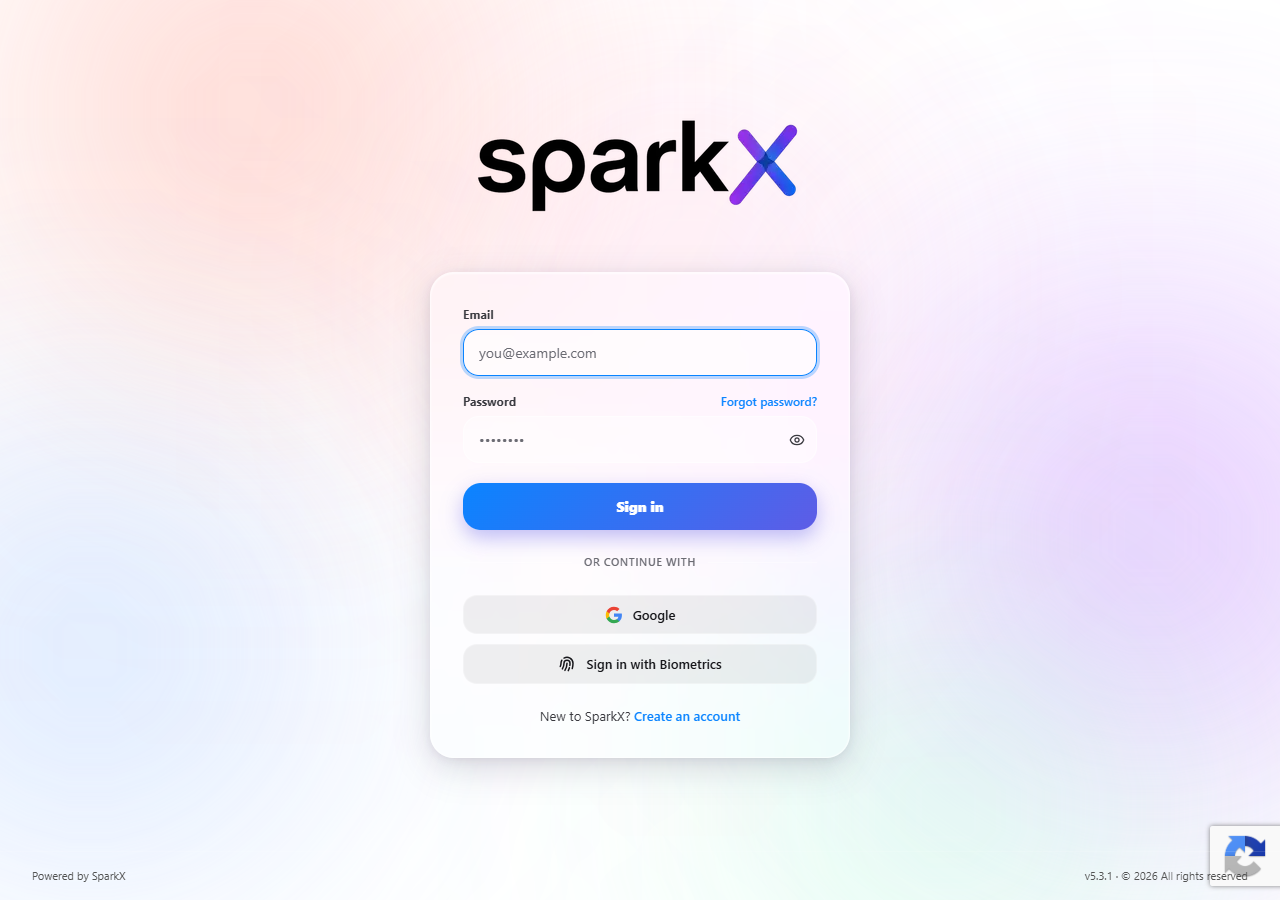 sparkX
Email
you@example.com
Password Forgot password?
••••••••
Sign in
OR CONTINUE WITH
Google
Sign in with Biometrics
New to SparkX? Create an account
Powered by SparkX
v5.3.1 · © 2026 All rights reserved